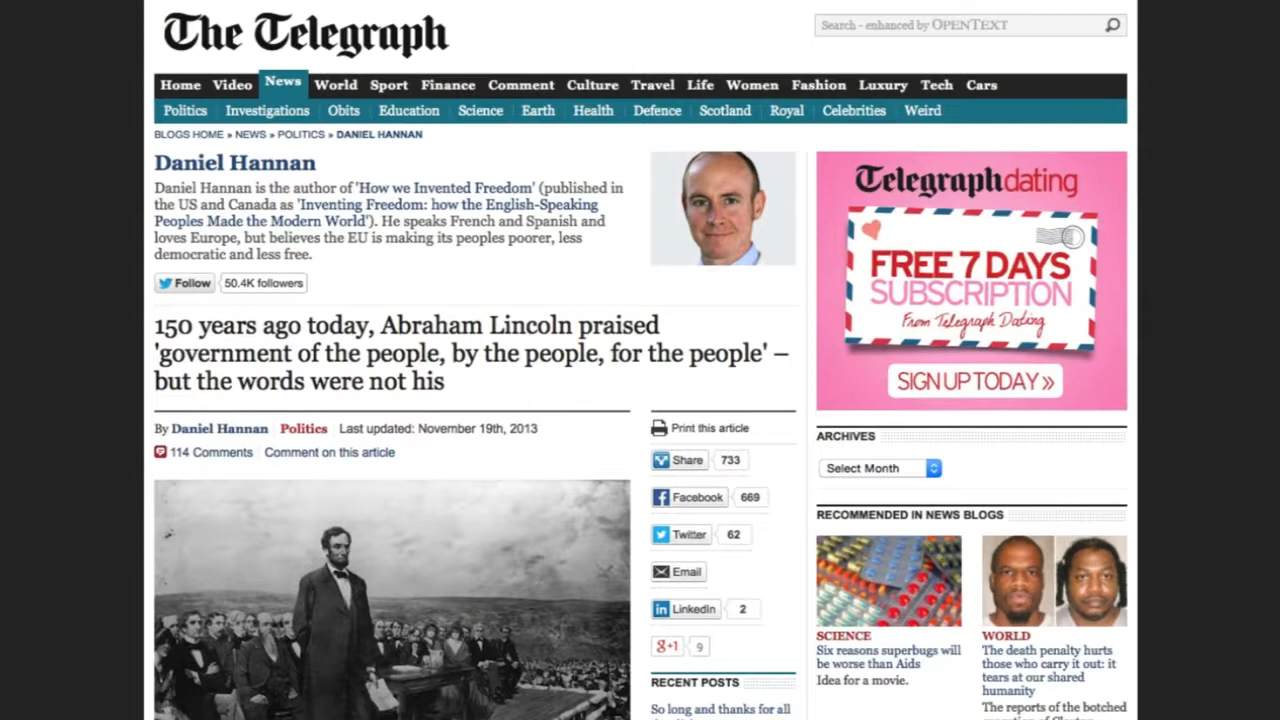 The Telegraph
Search - enhanced by OPENTEXT
Home Video News World Sport Finance Comment Culture Travel Life Women Fashion Luxury Tech Cars
Politics Investigations Obits Education Science Earth Health Defence Scotland Royal Celebrities Weird
BLOGS HOME » NEWS » POLITICS » DANIEL HANNAN
Daniel Hannan
Daniel Hannan is the author of 'How we Invented Freedom' (published in
the US and Canada as 'Inventing Freedom: how the English-Speaking
Peoples Made the Modern World'). He speaks French and Spanish and
loves Europe, but believes the EU is making its peoples poorer, less
democratic and less free.
Follow 50.4K followers
150 years ago today, Abraham Lincoln praised
'government of the people, by the people, for the people' –
but the words were not his
By Daniel Hannan Politics Last updated: November 19th, 2013
114 Comments Comment on this article
Print this article
Share 733
Facebook 669
Twitter 62
Email
in LinkedIn 2
g+1 9
RECENT POSTS
So long and thanks for all
Telegraph dating
FREE 7 DAYS
SUBSCRIPTION
From Telegraph Dating
SIGN UP TODAY »
ARCHIVES
Select Month
RECOMMENDED IN NEWS BLOGS
SCIENCE
Six reasons superbugs will
be worse than Aids
Idea for a movie.
WORLD
The death penalty hurts
those who carry it out: it
tears at our shared
humanity
The reports of the botched